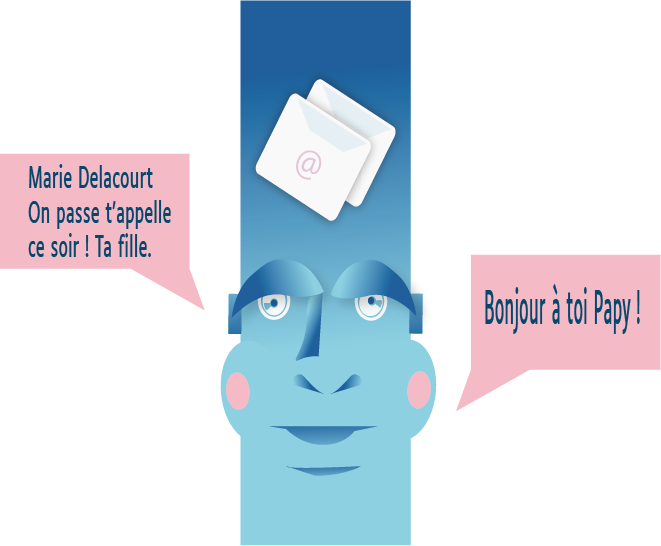 @
Marie Delacourt
On passe t’appelle
ce soir ! Ta fille.
Bonjour à toi Papy !